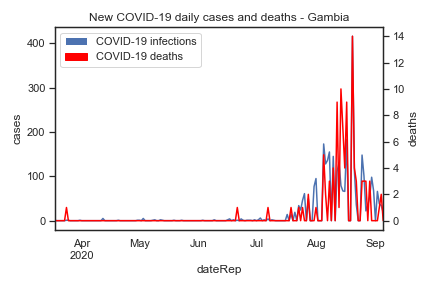 New COVID-19 daily cases and deaths - Gambia
COVID-19 infections
COVID-19 deaths
400
300
200
100
0
cases
14
12
10
8
6
4
2
0
deaths
Apr
2020
May
Jun
Jul
Aug
Sep
dateRep